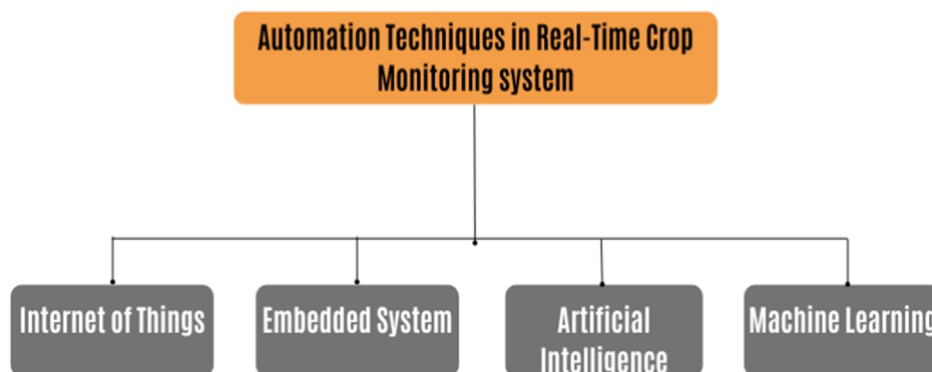 Automation Techniques in Real-Time Crop
Monitoring system
Internet of Things
Embedded System
Artificial
Intelligence
Machine Learning